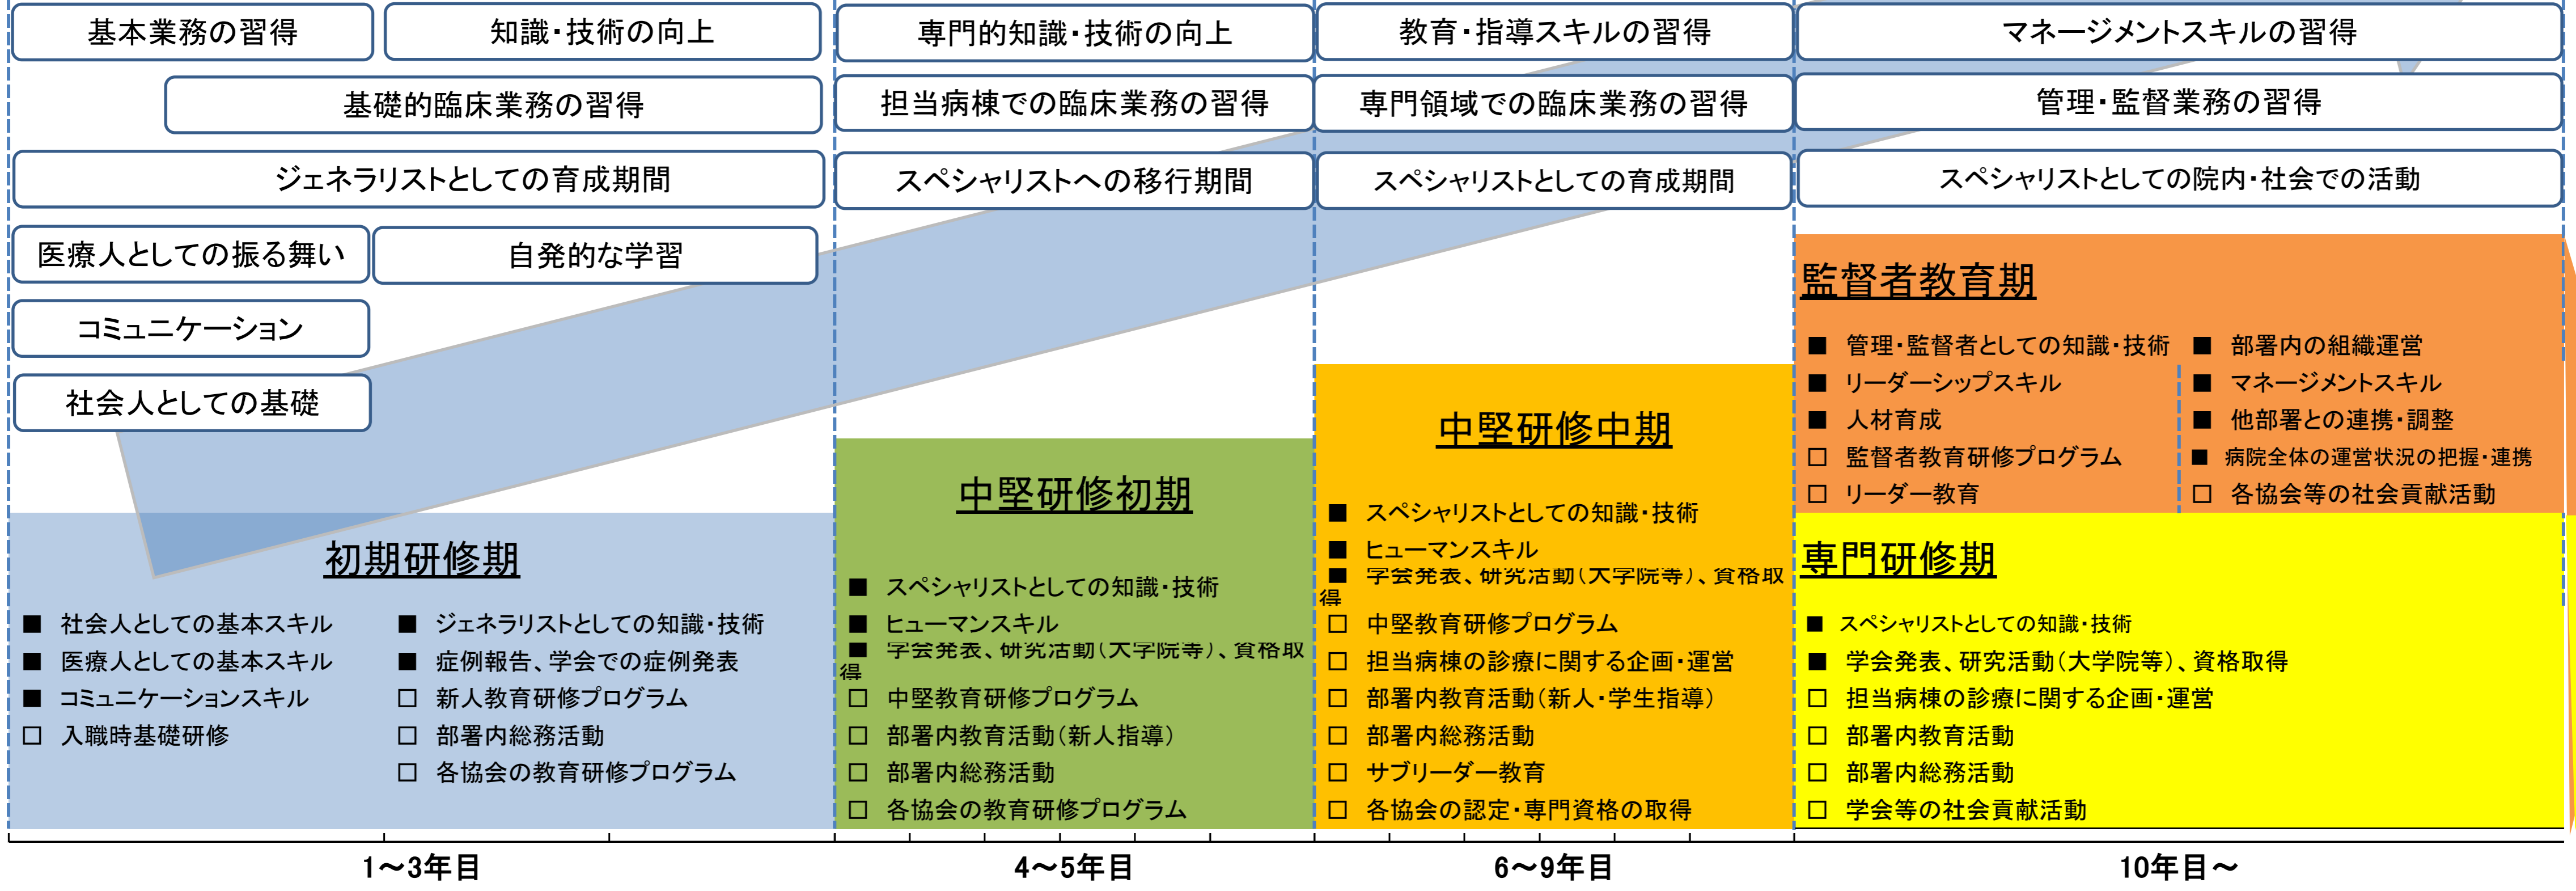 基本業務の習得
知識・技術の向上
専門的知識・技術の向上
教育・指導スキルの習得
マネージメントスキルの習得
基礎的臨床業務の習得
担当病棟での臨床業務の習得
専門領域での臨床業務の習得
管理・監督業務の習得
ジェネラリストとしての育成期間
スペシャリストへの移行期間
スペシャリストとしての育成期間
スペシャリストとしての院内・社会での活動
医療人としての振る舞い
自発的な学習
コミュニケーション
社会人としての基礎
初期研修期
■ 社会人としての基本スキル
■ 医療人としての基本スキル
■ コミュニケーションスキル
□ 入職時基礎研修
■ ジェネラリストとしての知識・技術
■ 症例報告、学会での症例発表
□ 新人教育研修プログラム
□ 部署内総務活動
□ 各協会の教育研修プログラム
中堅研修初期
■ スペシャリストとしての知識・技術
■ ヒューマンスキル
■ 学会発表、研究活動(大学院等)、資格取
得
□ 中堅教育研修プログラム
□ 部署内教育活動(新人指導)
□ 部署内総務活動
□ 各協会の教育研修プログラム
中堅研修中期
■ スペシャリストとしての知識・技術
■ ヒューマンスキル
■ 学会発表、研究活動(大学院等)、資格取
得
□ 中堅教育研修プログラム
□ 担当病棟の診療に関する企画・運営
□ 部署内教育活動(新人・学生指導)
□ 部署内総務活動
□ サブリーダー教育
□ 各協会の認定・専門資格の取得
監督者教育期
■ 管理・監督者としての知識・技術
■ リーダーシップスキル
■ 人材育成
□ 監督者教育研修プログラム
□ リーダー教育
■ 部署内の組織運営
■ マネージメントスキル
■ 他部署との連携・調整
■ 病院全体の運営状況の把握・連携
□ 各協会等の社会貢献活動
専門研修期
■ スペシャリストとしての知識・技術
■ 学会発表、研究活動(大学院等)、資格取得
□ 担当病棟の診療に関する企画・運営
□ 部署内教育活動
□ 部署内総務活動
□ 学会等の社会貢献活動
1～3年目
4～5年目
6～9年目
10年目～